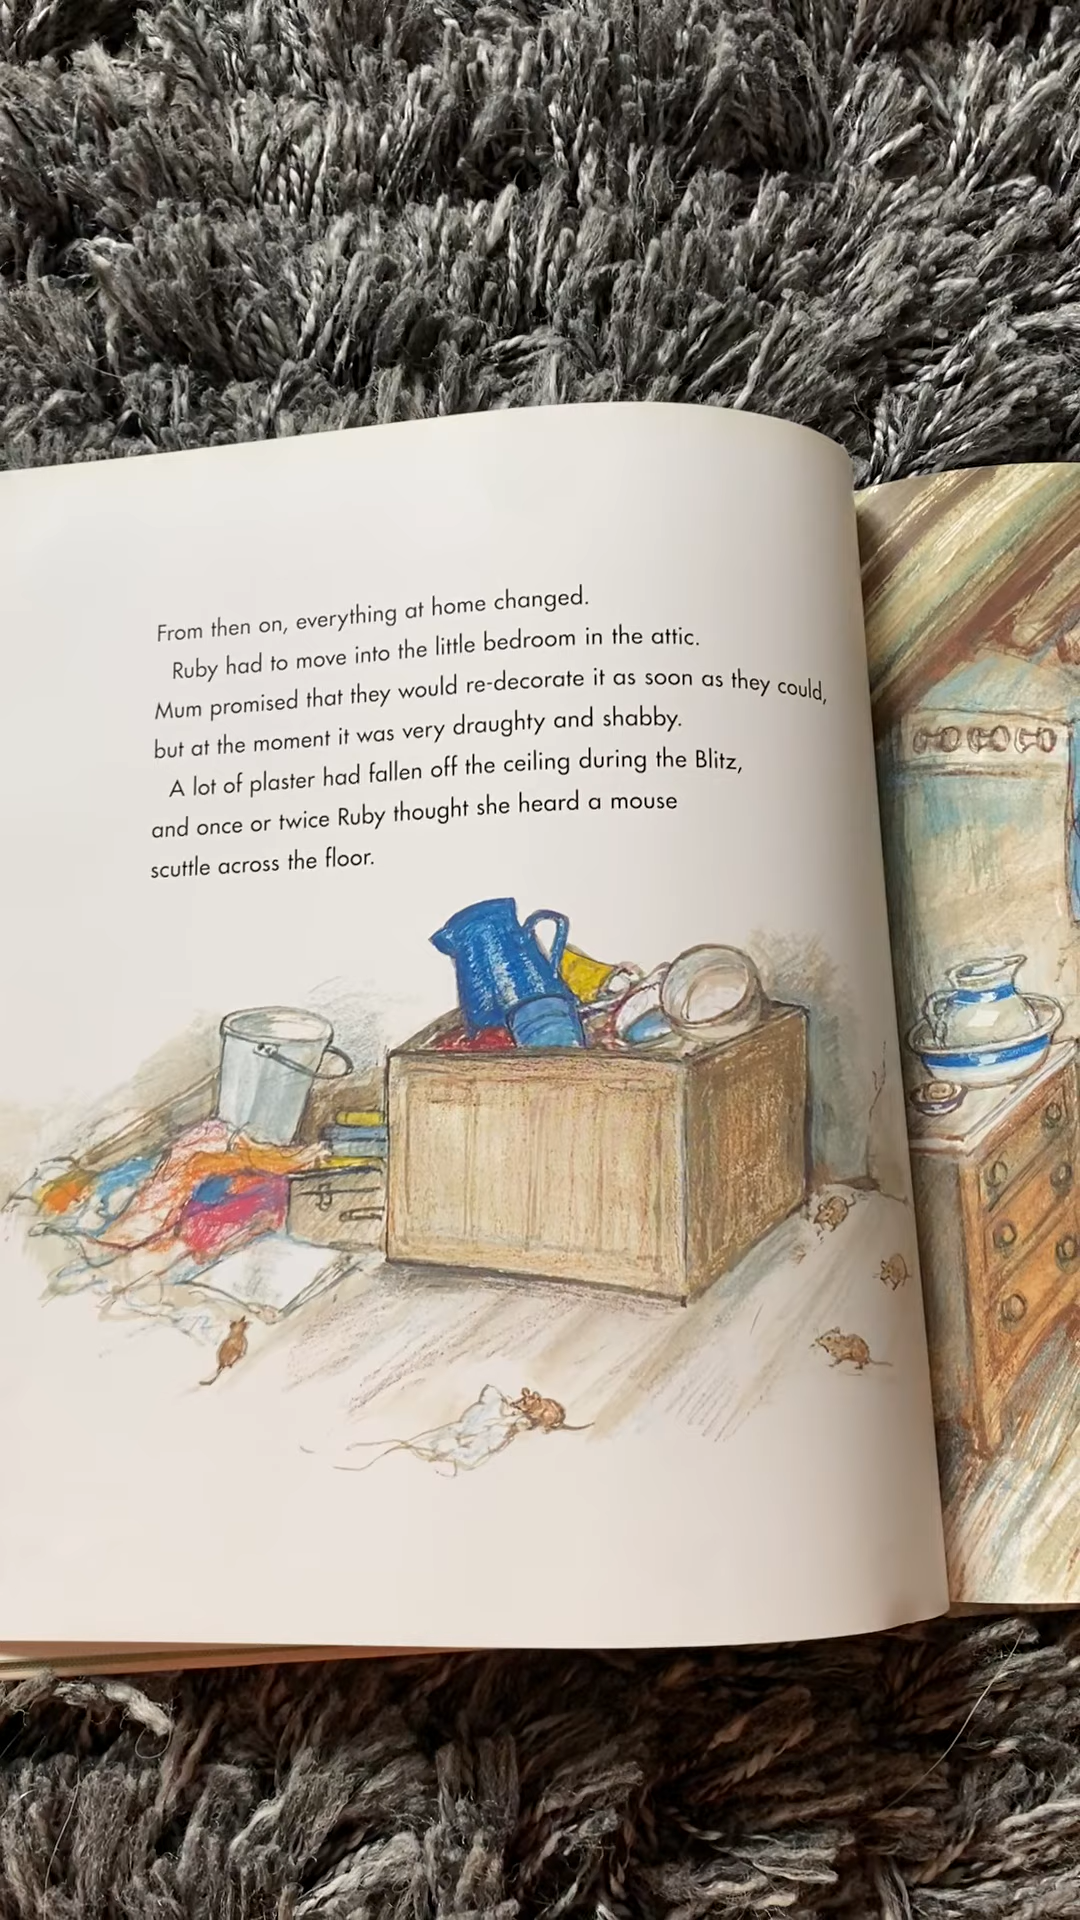 From then on, everything at home changed.
Ruby had to move into the little bedroom in the attic.
Mum promised that they would re-decorate it as soon as they could,
but at the moment it was very draughty and shabby.
A lot of plaster had fallen off the ceiling during the Blitz,
and once or twice Ruby thought she heard a mouse
scuttle across the floor.